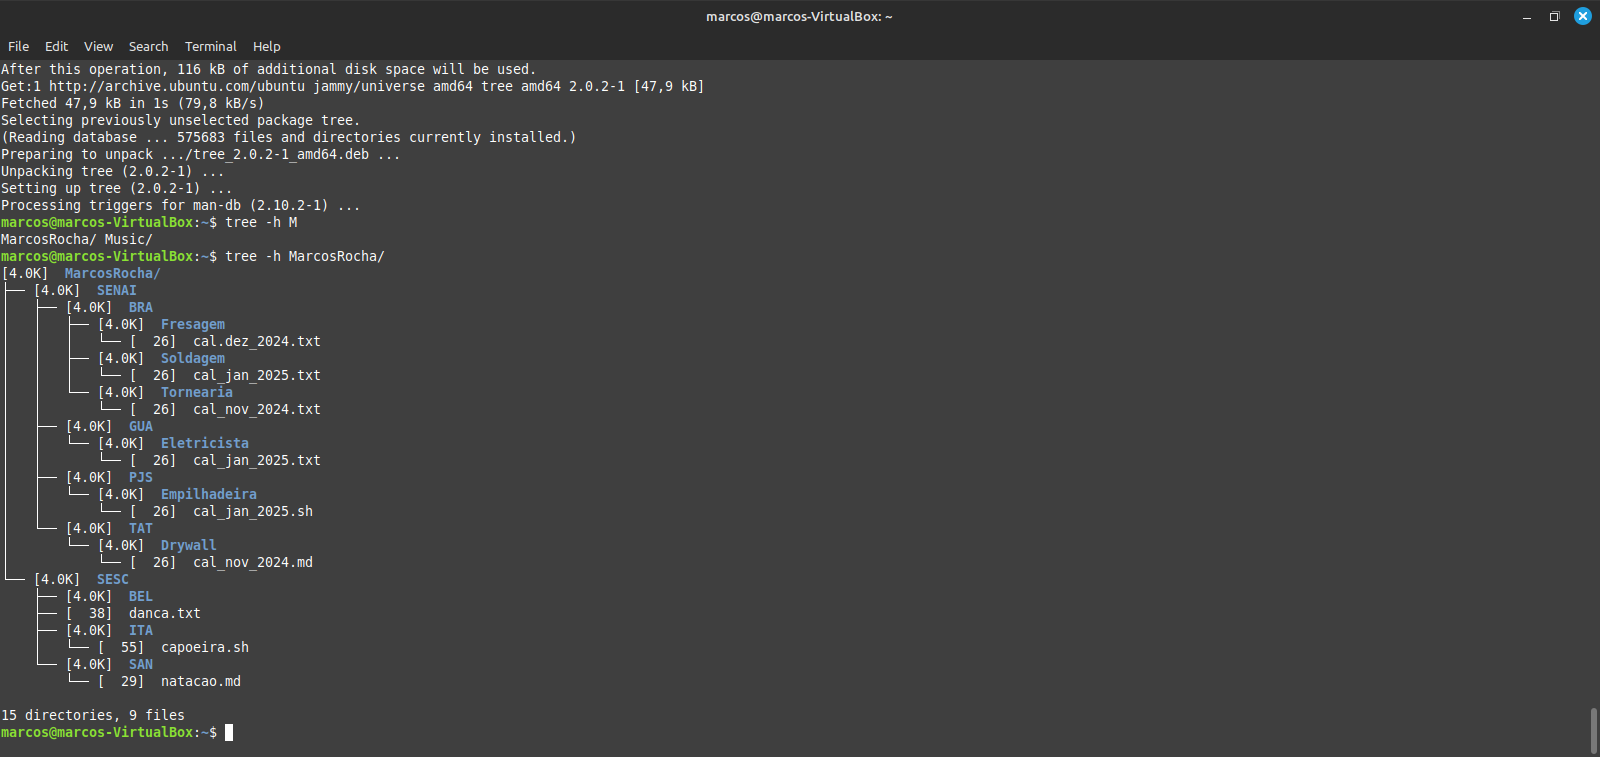 marcos@marcos-VirtualBox: ~
File Edit View Search Terminal Help
After this operation, 116 kB of additional disk space will be used.
Get:1 http://archive.ubuntu.com/ubuntu jammy/universe amd64 tree amd64 2.0.2-1 [47,9 kB]
Fetched 47,9 kB in 1s (79,8 kB/s)
Selecting previously unselected package tree.
(Reading database ... 575683 files and directories currently installed.)
Preparing to unpack .../tree_2.0.2-1_amd64.deb ...
Unpacking tree (2.0.2-1) ...
Setting up tree (2.0.2-1) ...
Processing triggers for man-db (2.10.2-1) ...
marcos@marcos-VirtualBox:~$ tree -h M
MarcosRocha/ Music/
marcos@marcos-VirtualBox:~$ tree -h MarcosRocha/
[4.0K]  MarcosRocha/
├── [4.0K]  SENAI
│   ├── [4.0K]  BRA
│   │   ├── [4.0K]  Fresagem
│   │   │   └── [  26]  cal.dez_2024.txt
│   │   ├── [4.0K]  Soldagem
│   │   │   └── [  26]  cal_jan_2025.txt
│   │   └── [4.0K]  Tornearia
│   │       └── [  26]  cal_nov_2024.txt
│   ├── [4.0K]  GUA
│   │   └── [4.0K]  Eletricista
│   │       └── [  26]  cal_jan_2025.txt
│   ├── [4.0K]  PJS
│   │   └── [4.0K]  Empilhadeira
│   │       └── [  26]  cal_jan_2025.sh
│   └── [4.0K]  TAT
│       └── [4.0K]  Drywall
│           └── [  26]  cal_nov_2024.md
└── [4.0K]  SESC
    ├── [4.0K]  BEL
    ├── [  38]  danca.txt
    ├── [4.0K]  ITA
    │   └── [  55]  capoeira.sh
    └── [4.0K]  SAN
        └── [  29]  natacao.md
15 directories, 9 files
marcos@marcos-VirtualBox:~$